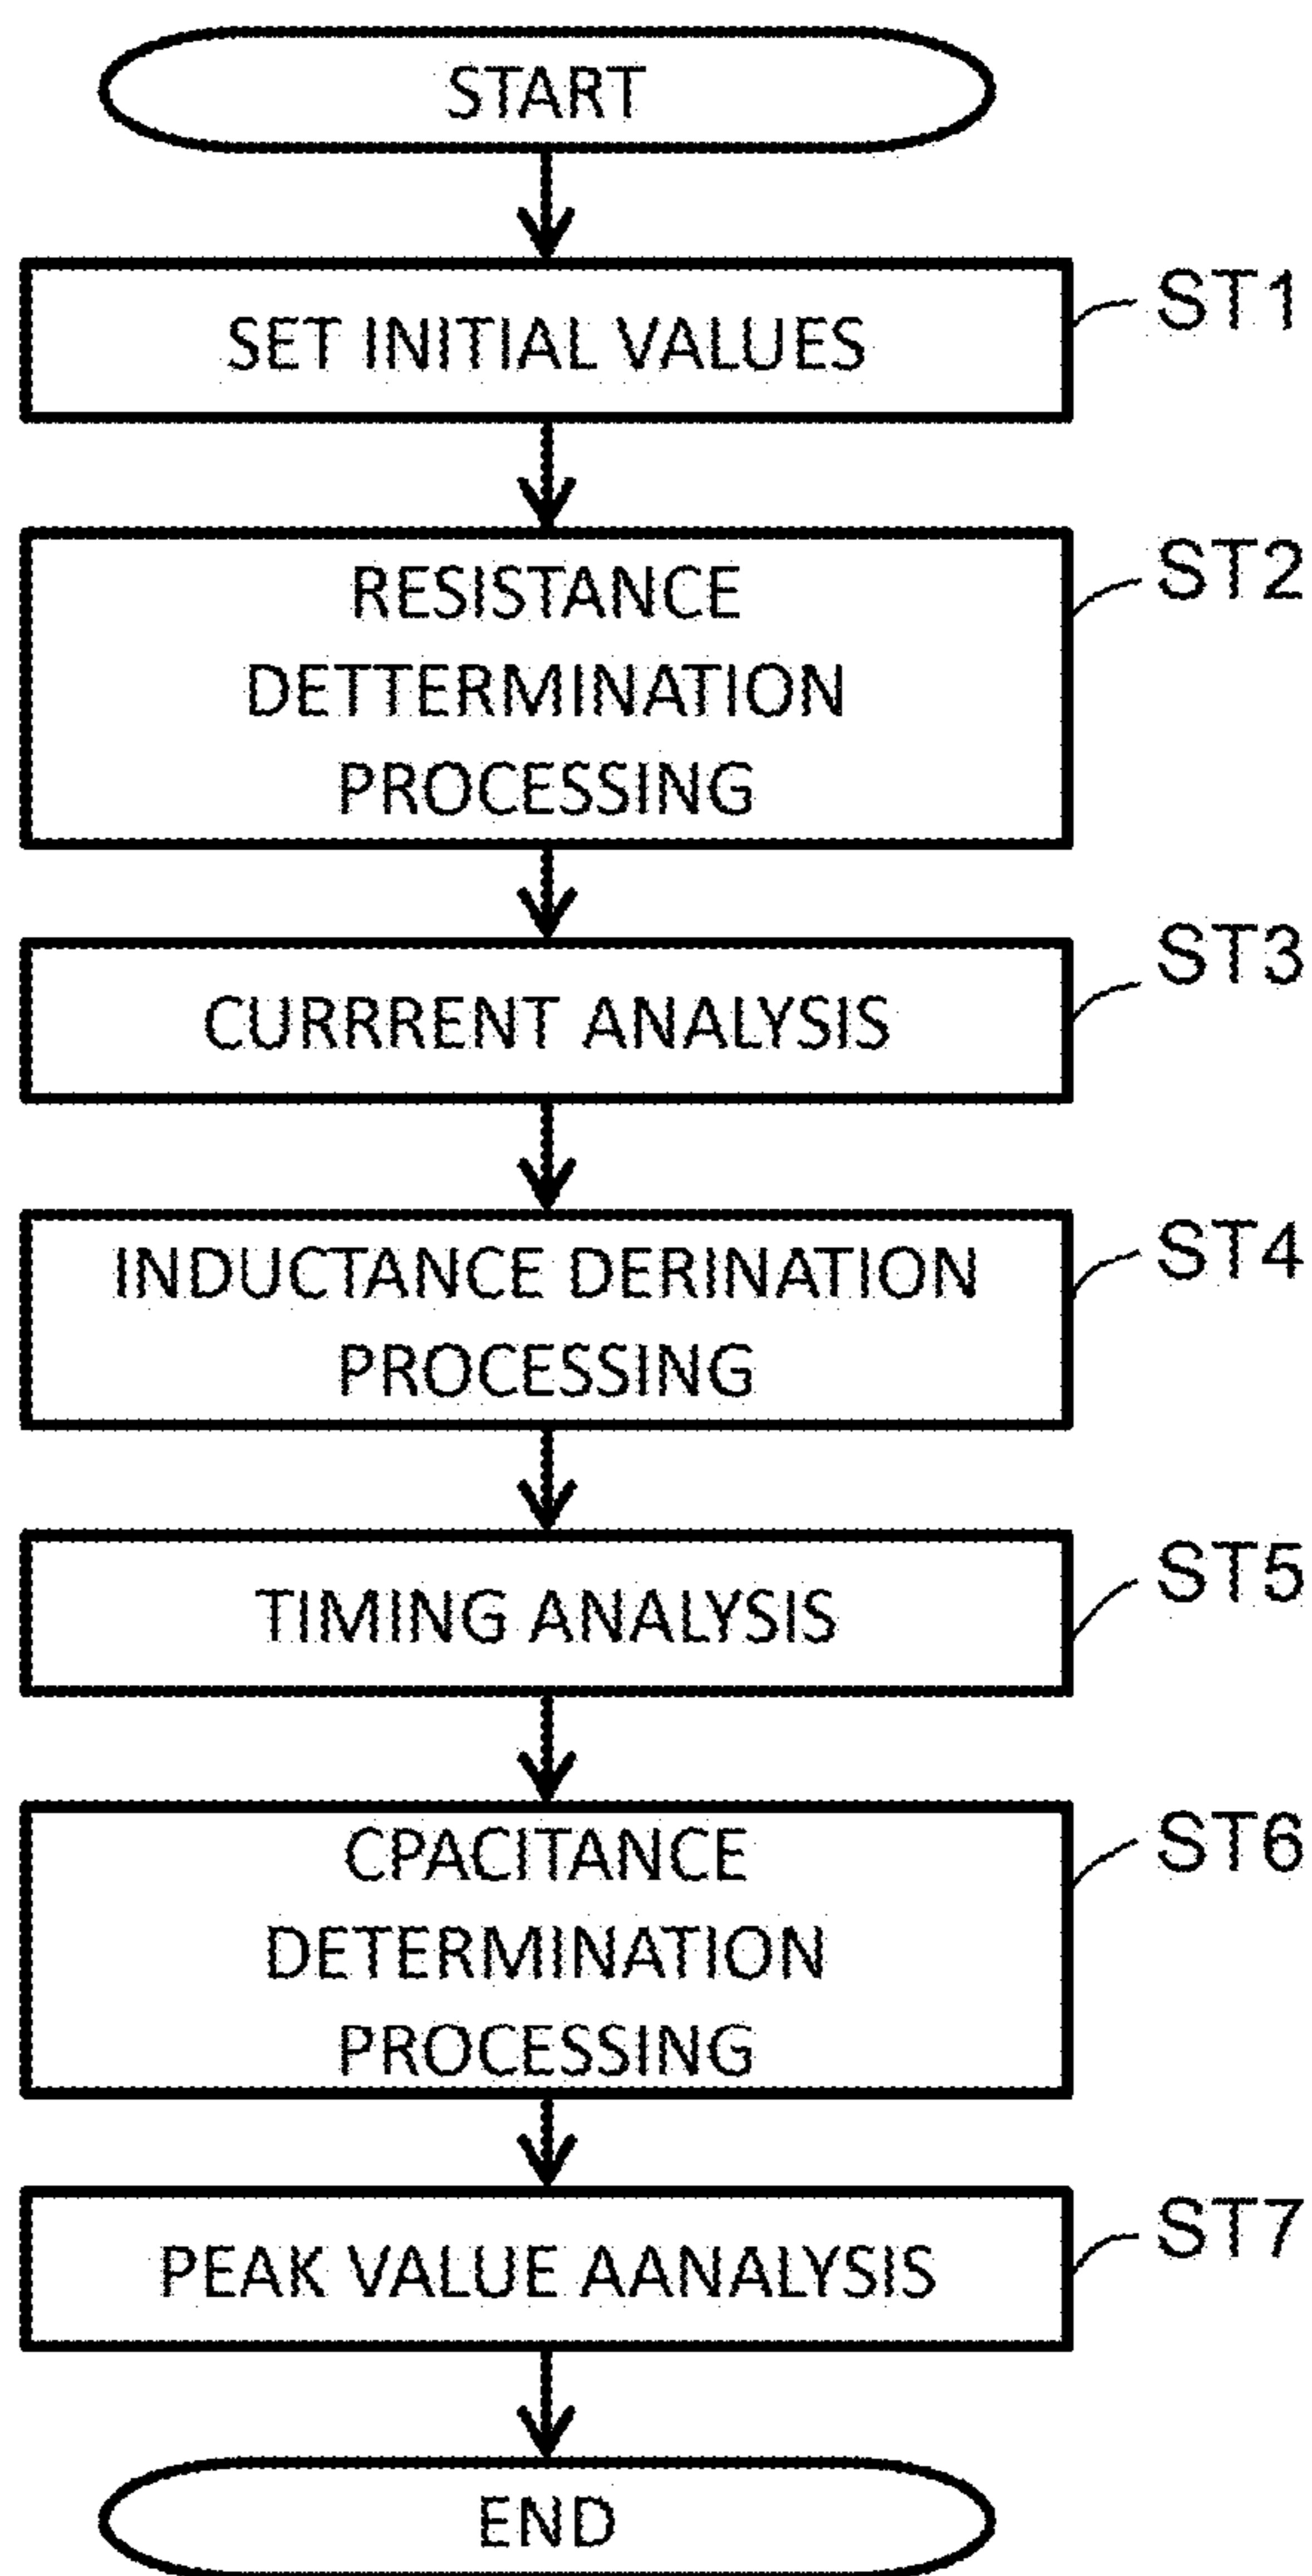 START
SET INITIAL VALUES
ST1
RESISTANCE
DETTERMINATION
PROCESSING
ST2
CURRRENT ANALYSIS
ST3
INDUCTANCE DERINATION
PROCESSING
ST4
TIMING ANALYSIS
ST5
CPACITANCE
DETERMINATION
PROCESSING
ST6
PEAK VALUE AANALYSIS
ST7
END